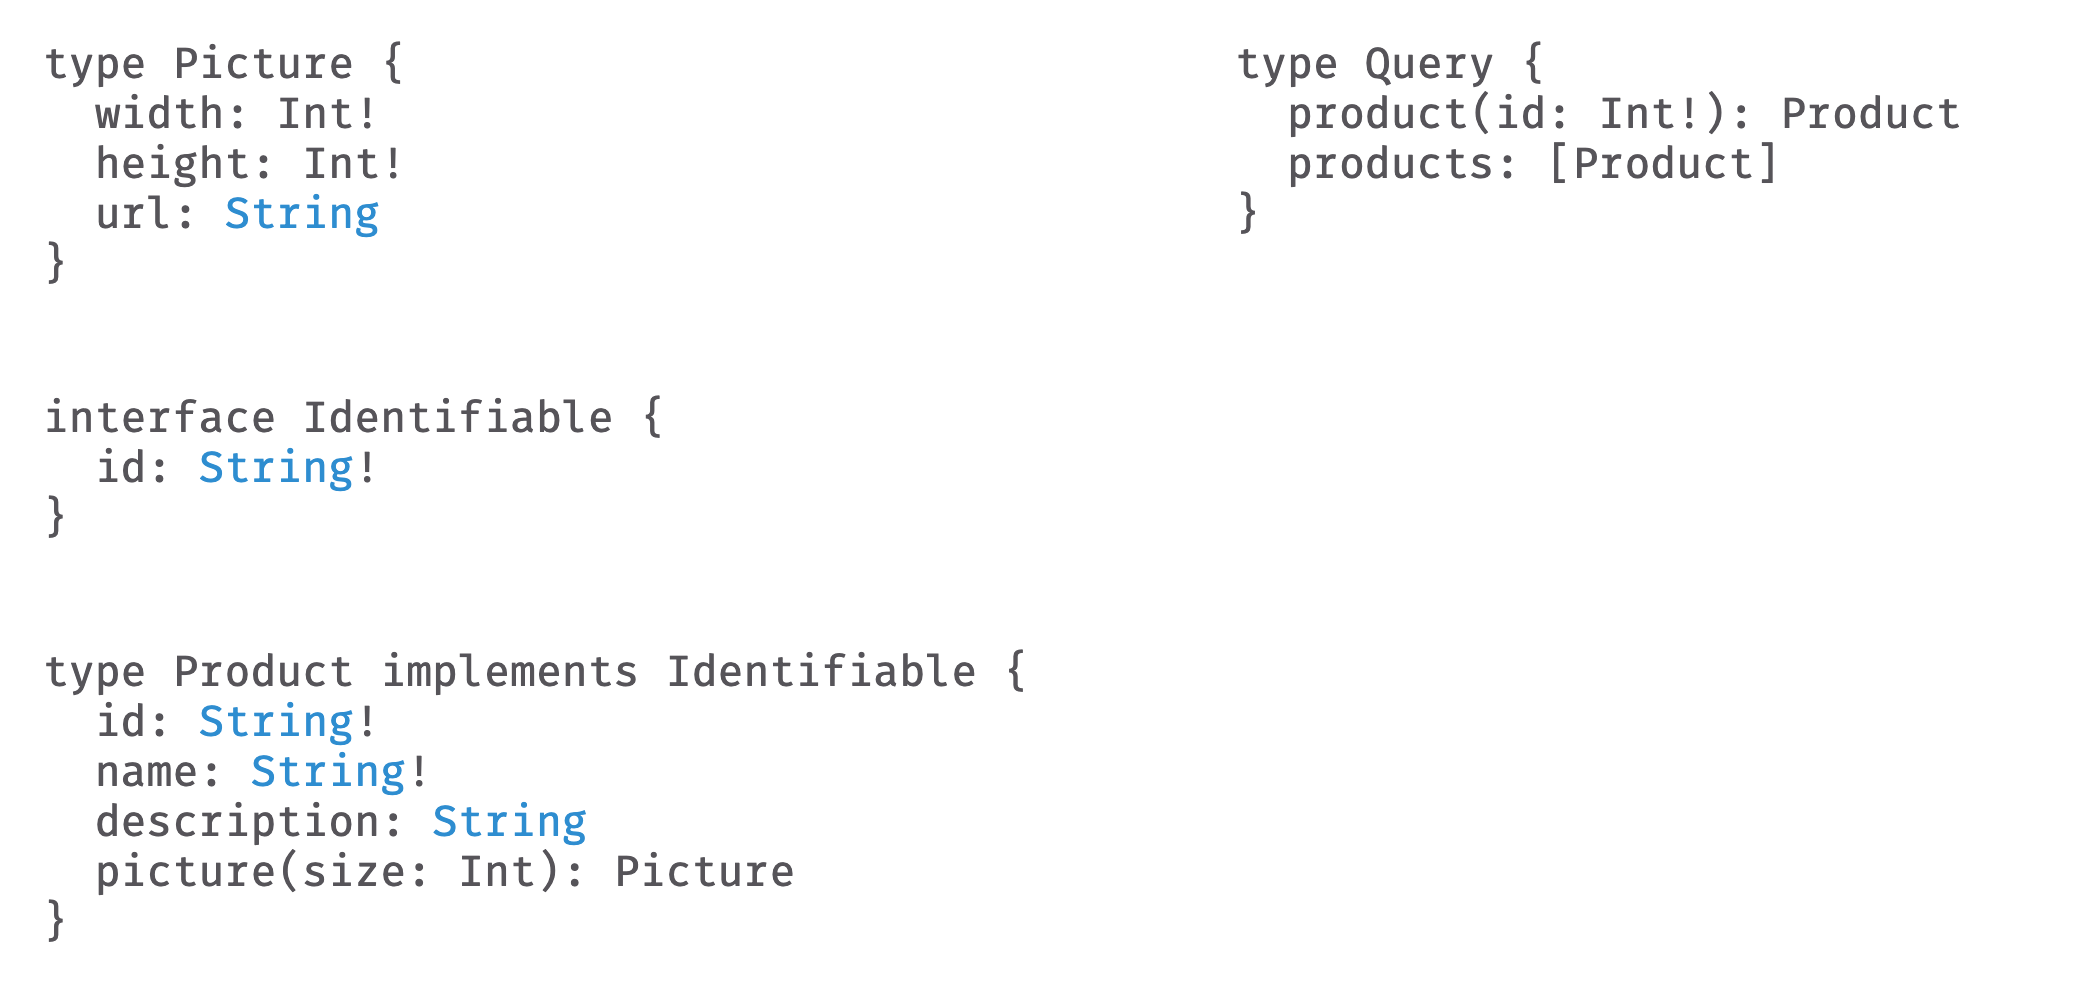 type Picture {
  width: Int!
  height: Int!
  url: String
}
interface Identifiable {
  id: String!
}
type Product implements Identifiable {
  id: String!
  name: String!
  description: String
  picture(size: Int): Picture
}
type Query {
  product(id: Int!): Product
  products: [Product]
}